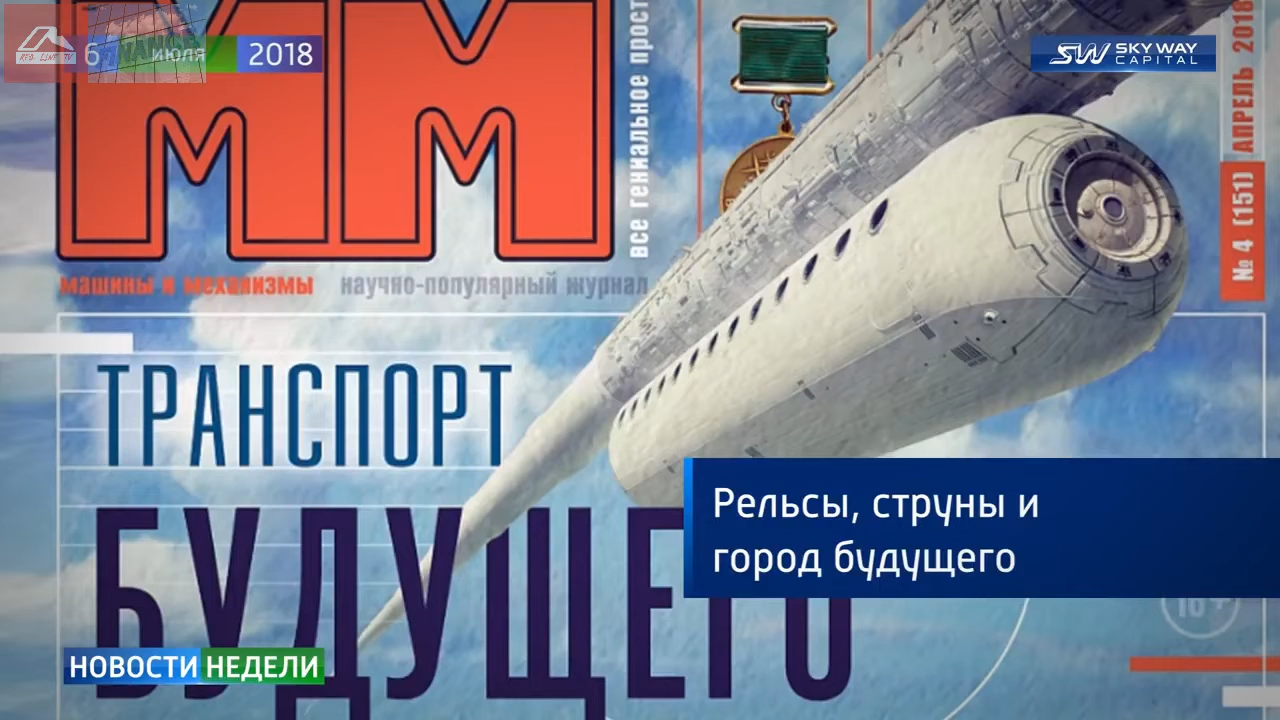 6 июля 2018
SW SKY WAY
CAPITAL
ММ
все гениальное прост
№ 4 (151) АПРЕЛЬ 2018
машины и механизмы научно-популярный журнал
ТРАНСПОРТ
БУДУЩЕГО
Рельсы, струны и
город будущего
16+
НОВОСТИ НЕДЕЛИ